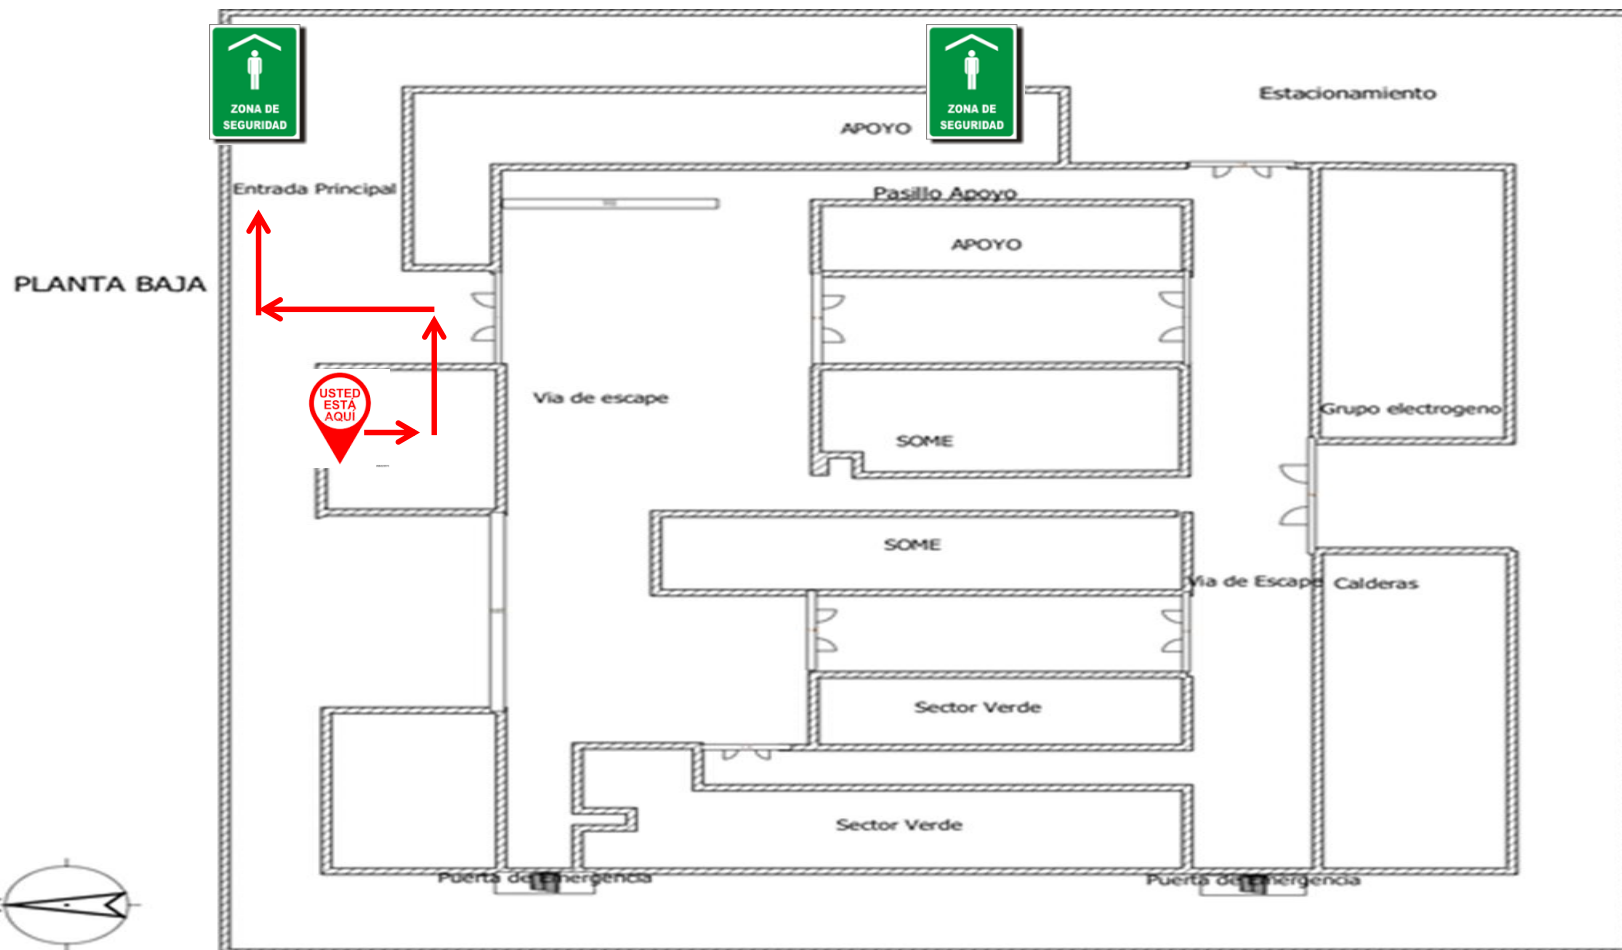 ZONA DE
SEGURIDAD
ZONA DE
SEGURIDAD
Estacionamiento
APOYO
Entrada Principal
Pasillo Apoyo
APOYO
PLANTA BAJA
USTED
ESTÁ
AQUÍ
Via de escape
Grupo electrogeno
SOME
SOME
Via de Escape
Calderas
Sector Verde
Sector Verde
Puerta de Emergencia
Puerta de Emergencia